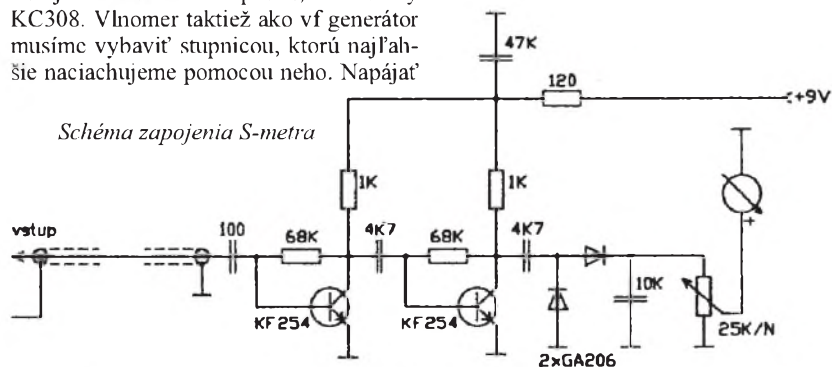 KC308. Vlnomer taktiež ako vf generátor
musíme vybaviť stupnicou, ktorú najľah-
šie naciachujeme pomocou neho. Napájať
Schéma zapojenia S-metra
47K
120
+9V
1K
1K
vstup
100
68K
4K7
68K
4K7
+
10K
KF254
KF254
25K/N
2xGA206